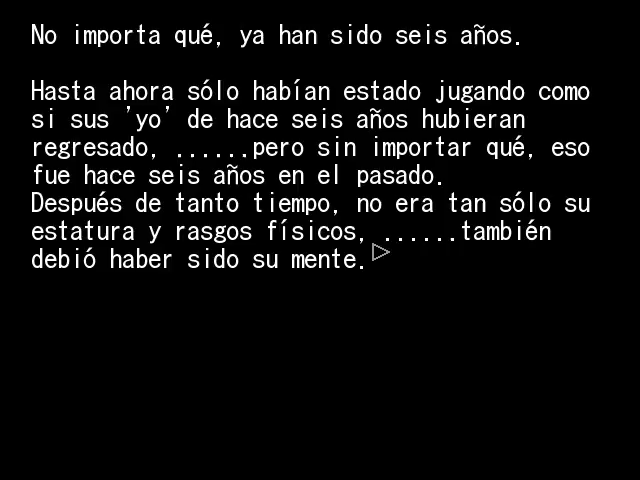 No importa qué, ya han sido seis años.
Hasta ahora sólo habían estado jugando como
si sus 'yo' de hace seis años hubieran
regresado, ......pero sin importar qué, eso
fue hace seis años en el pasado.
Después de tanto tiempo, no era tan sólo su
estatura y rasgos físicos, ......también
debió haber sido su mente.